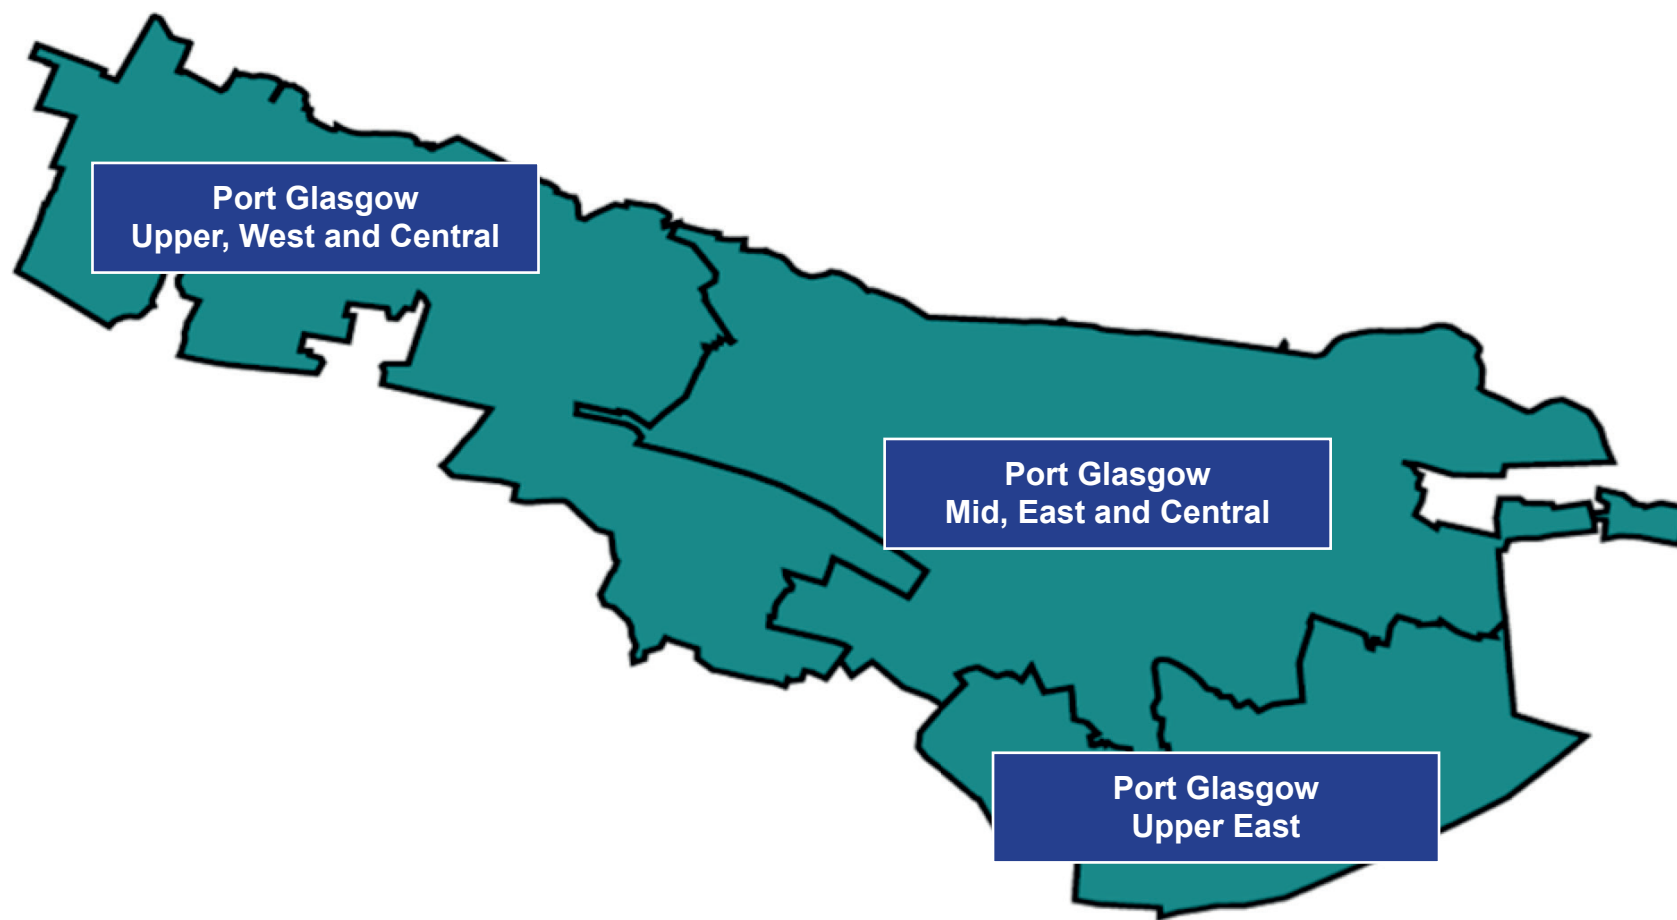 Port Glasgow
Upper, West and Central
Port Glasgow
Mid, East and Central
Port Glasgow
Upper East